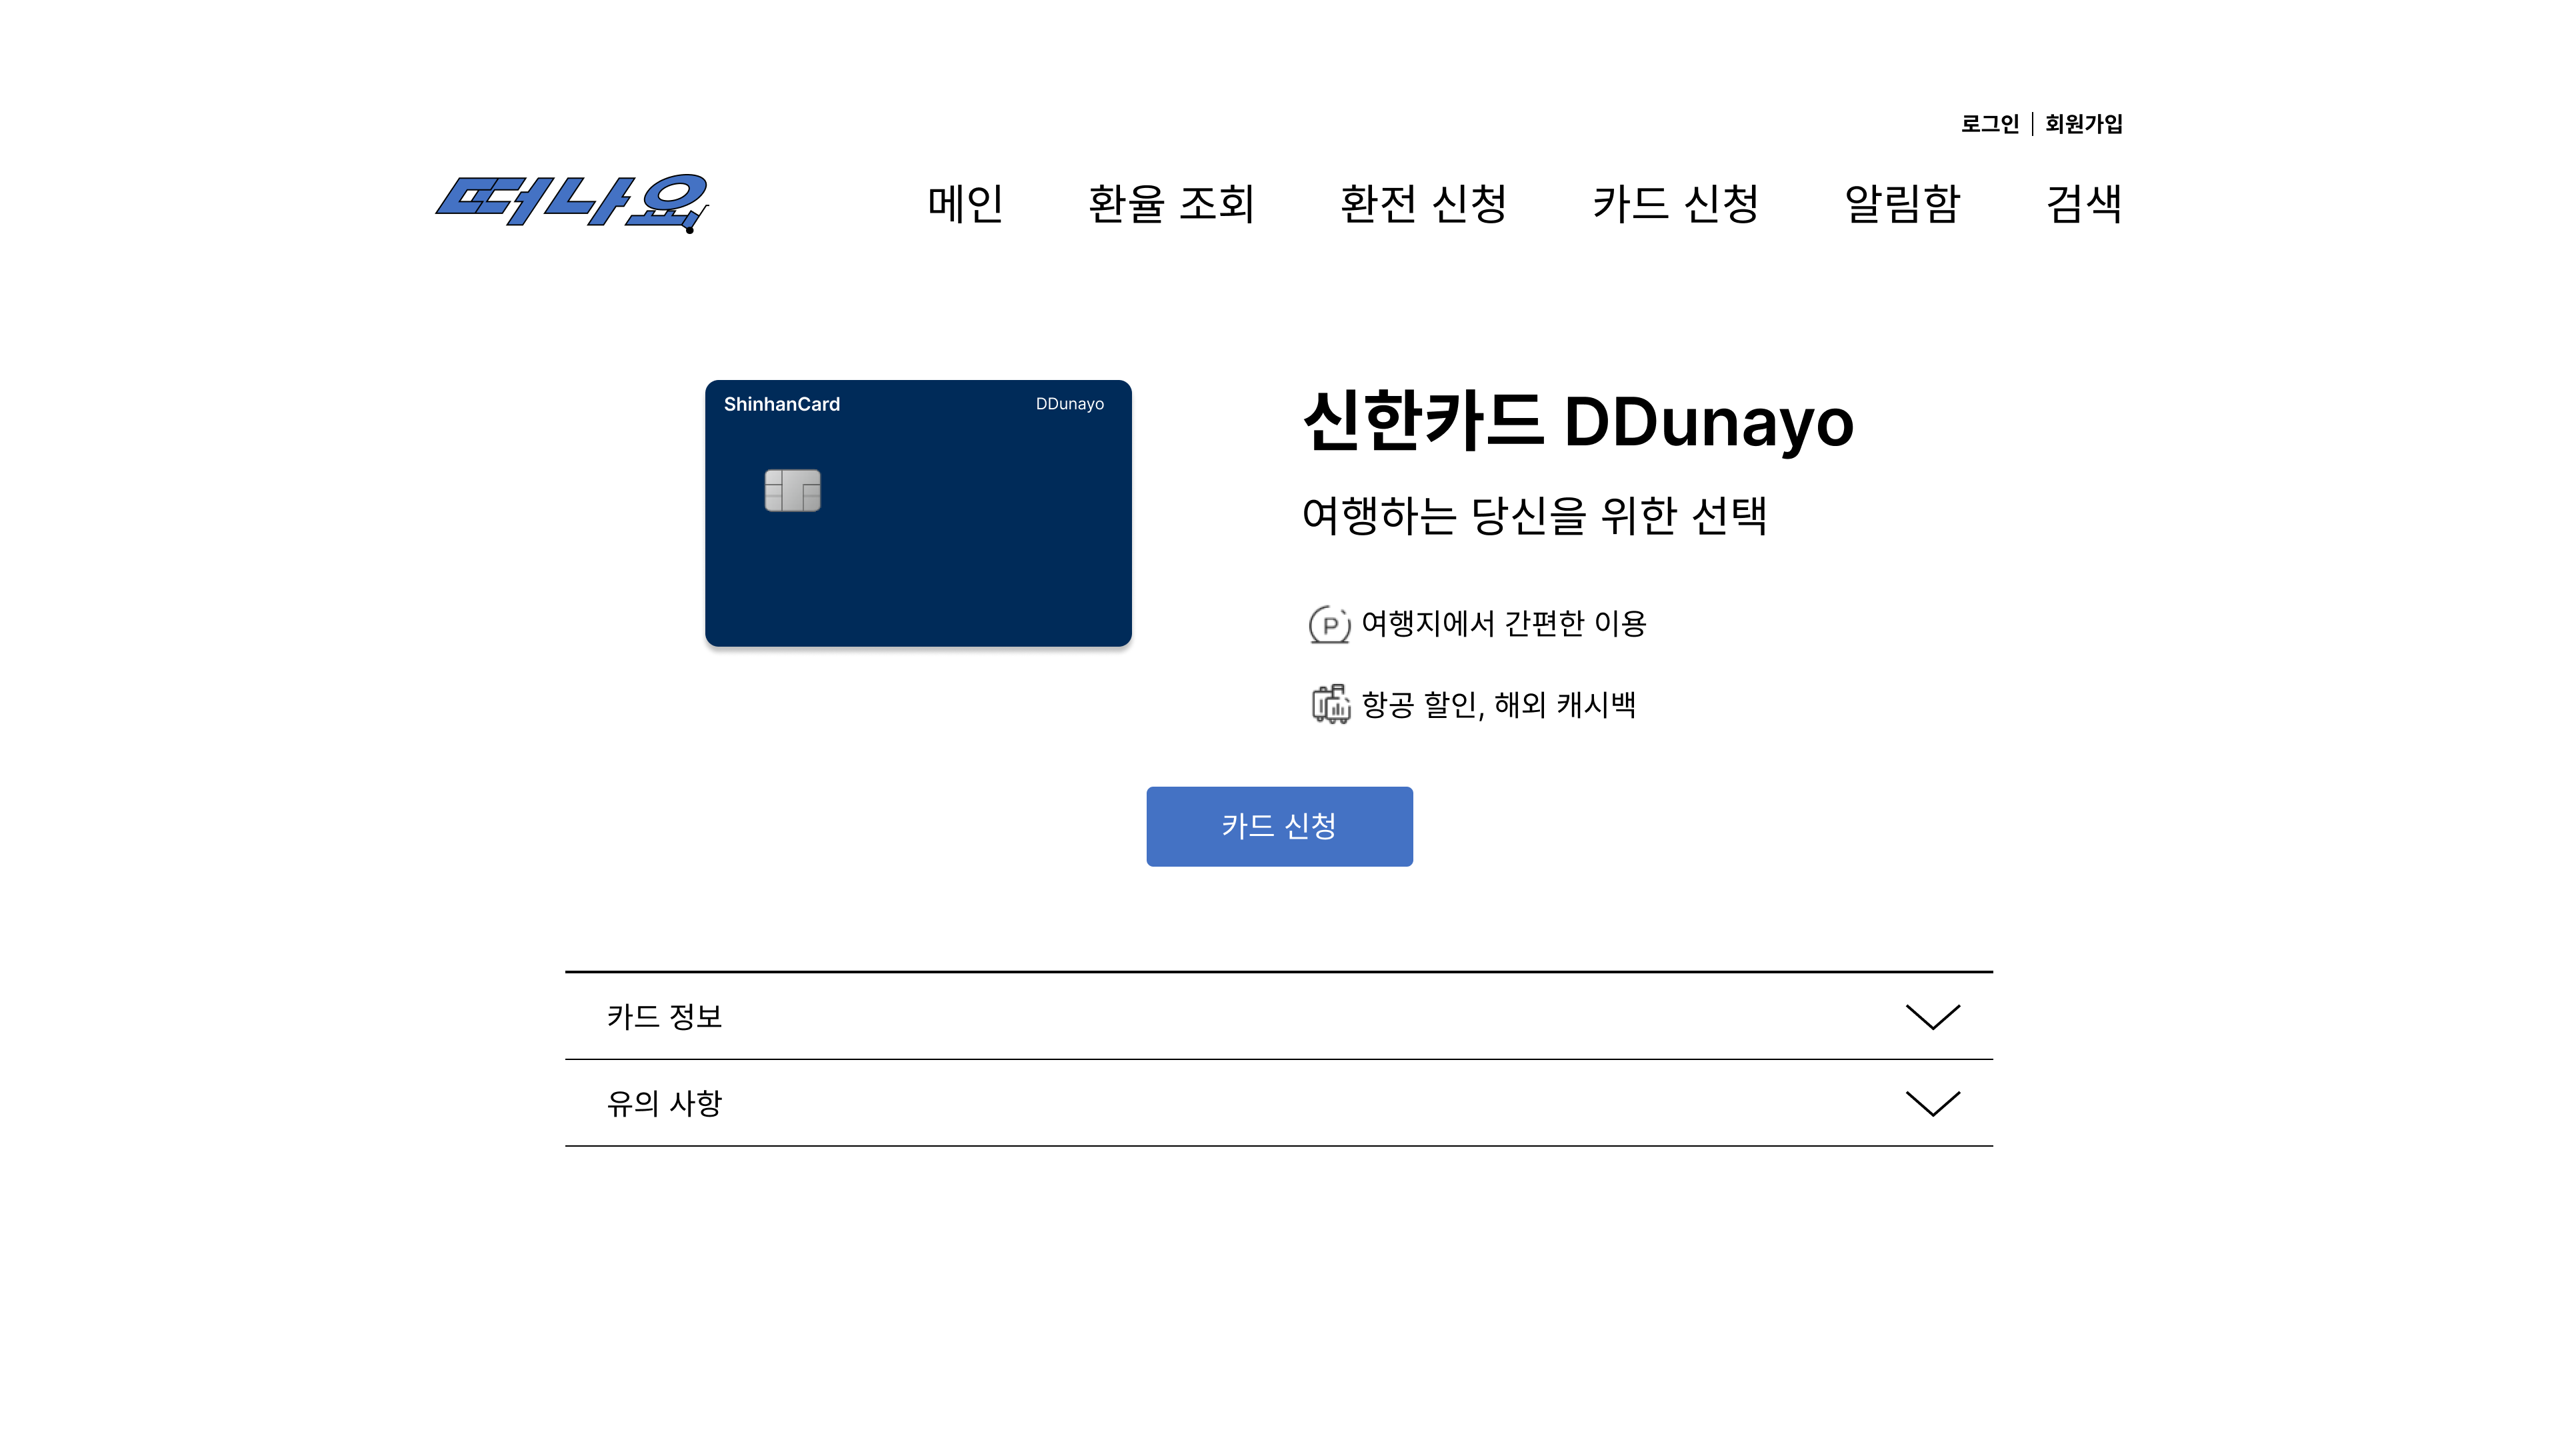 로그인 | 회원가입
떠나요
메인 환율 조회 환전 신청 카드 신청 알림함 검색
ShinhanCard DDunayo
신한카드 DDunayo
여행하는 당신을 위한 선택
P 여행지에서 간편한 이용
항공 할인, 해외 캐시백
카드 신청
카드 정보
유의 사항